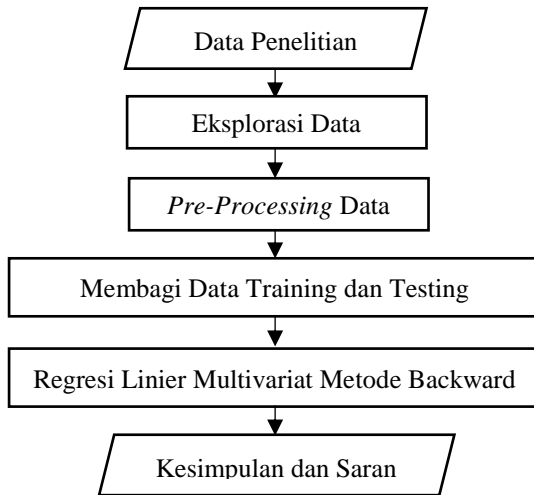 Data Penelitian
Eksplorasi Data
Pre-Processing Data
Membagi Data Training dan Testing
Regresi Linier Multivariat Metode Backward
Kesimpulan dan Saran